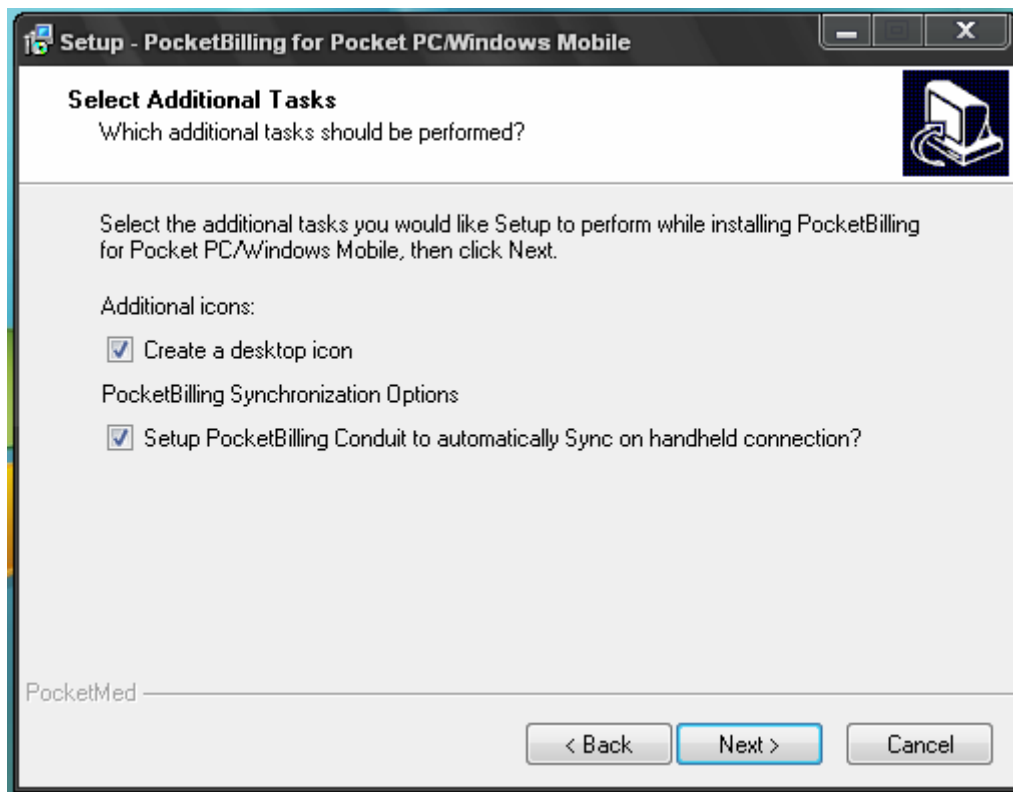 Setup - PocketBilling for Pocket PC/Windows Mobile
Select Additional Tasks
Which additional tasks should be performed?
Select the additional tasks you would like Setup to perform while installing PocketBilling
for Pocket PC/Windows Mobile, then click Next.
Additional icons:
Create a desktop icon
PocketBilling Synchronization Options
Setup PocketBilling Conduit to automatically Sync on handheld connection?
PocketMed
< Back Next > Cancel